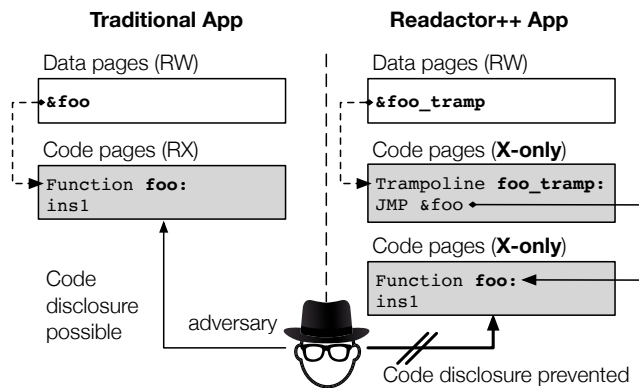 Traditional App
Data pages (RW)
&foo
Code pages (RX)
Function foo:
ins1
Code
disclosure
possible
adversary
Readactor++ App
Data pages (RW)
&foo_tramp
Code pages (X-only)
Trampoline foo_tramp:
JMP &foo
Code pages (X-only)
Function foo:
ins1
Code disclosure prevented